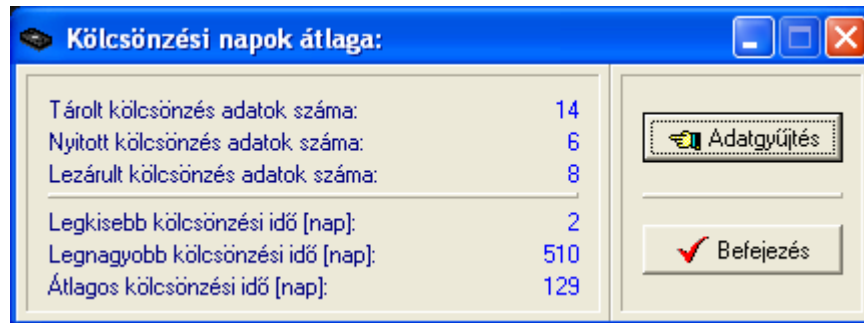 Kölcsönzési napok átlaga:
Tárolt kölcsönzés adatok száma: 14
Nyitott kölcsönzés adatok száma: 6
Lezárult kölcsönzés adatok száma: 8
Legkisebb kölcsönzési idő [nap]: 2
Legnagyobb kölcsönzési idő [nap]: 510
Átlagos kölcsönzési idő [nap]: 129
Adatgyűjtés
Befejezés